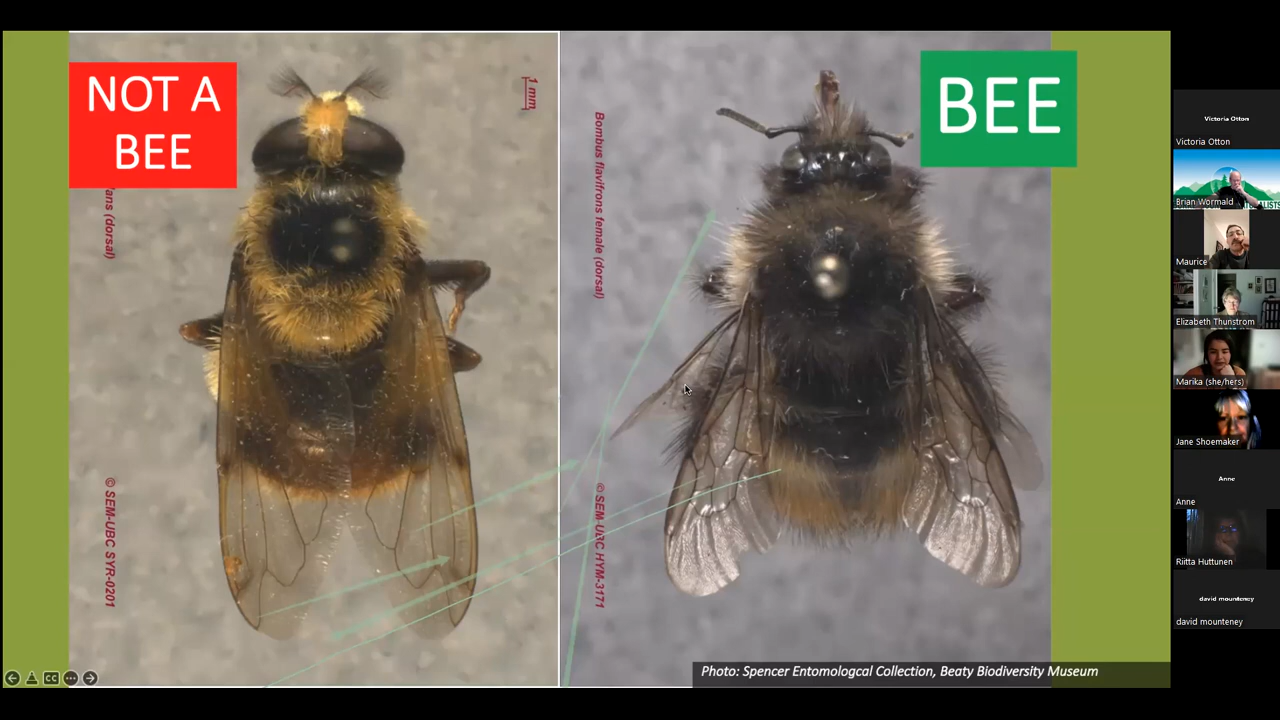 NOT A
BEE
1 mm
ans (dorsal)
© SEM-UBC SYR-0201
BEE
Bombus flavifrons female (dorsal)
© SEM-UBC HYM-3171
Photo: Spencer Entomologcal Collection, Beaty Biodiversity Museum
CC
Victoria Otton
Victoria Otton
Brian Wormald
Maurice
Elizabeth Thunstrom
Marika (she/hers)
Jane Shoemaker
Anne
Anne
Riitta Huttunen
david mounteney
david mounteney